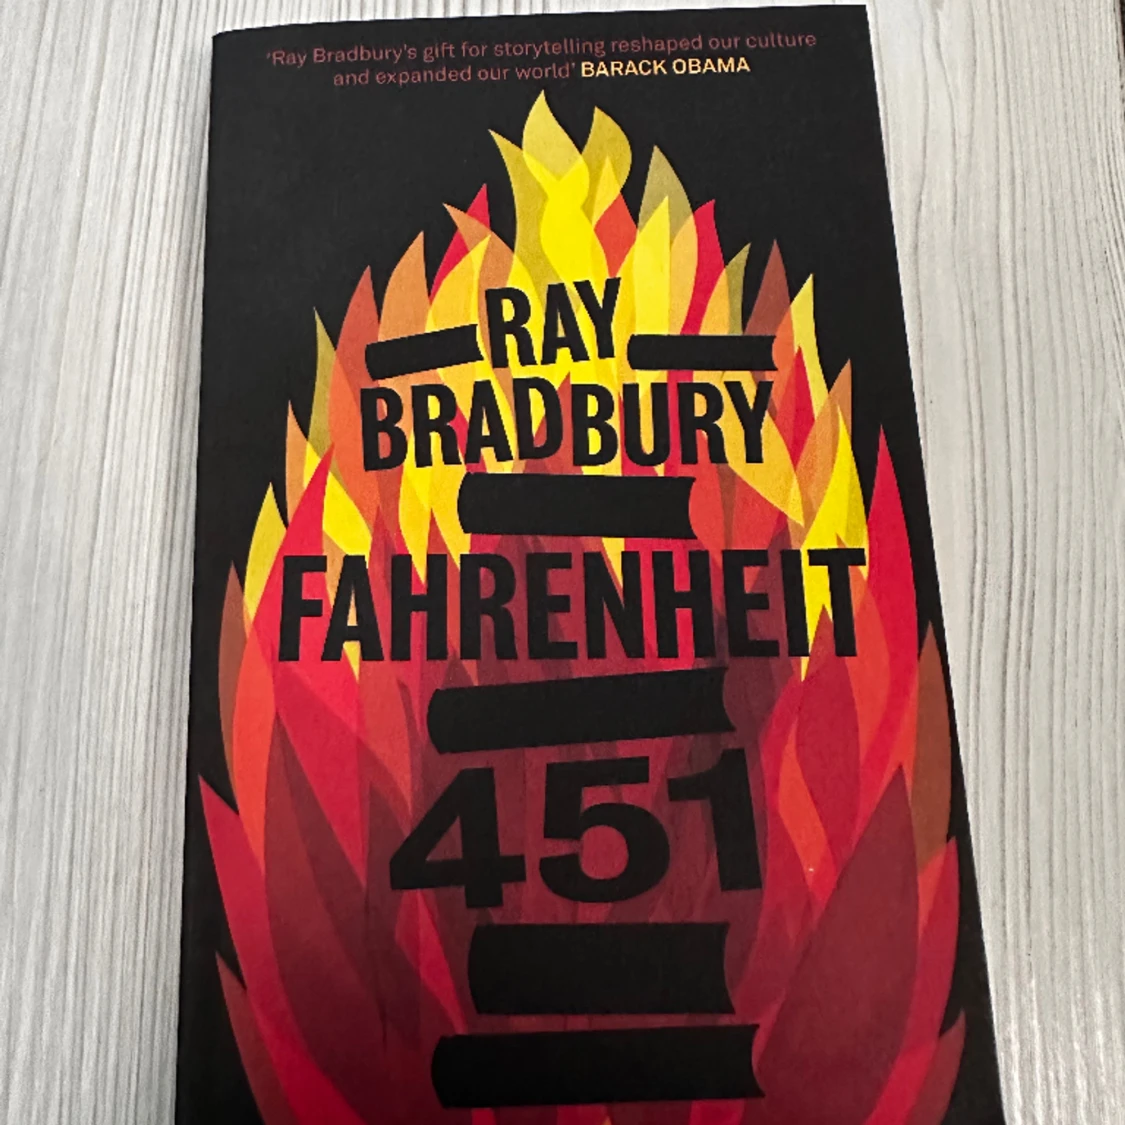 'Ray Bradbury's gift for storytelling reshaped our culture
and expanded our world' BARACK OBAMA
RAY
BRADBURY
FAHRENHEIT
451